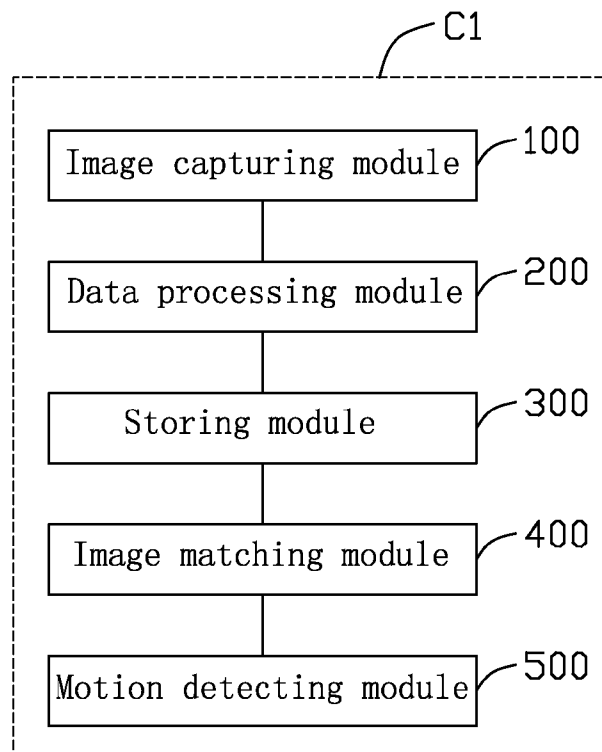 C1
Image capturing module 100
Data processing module 200
Storing module 300
Image matching module 400
Motion detecting module 500